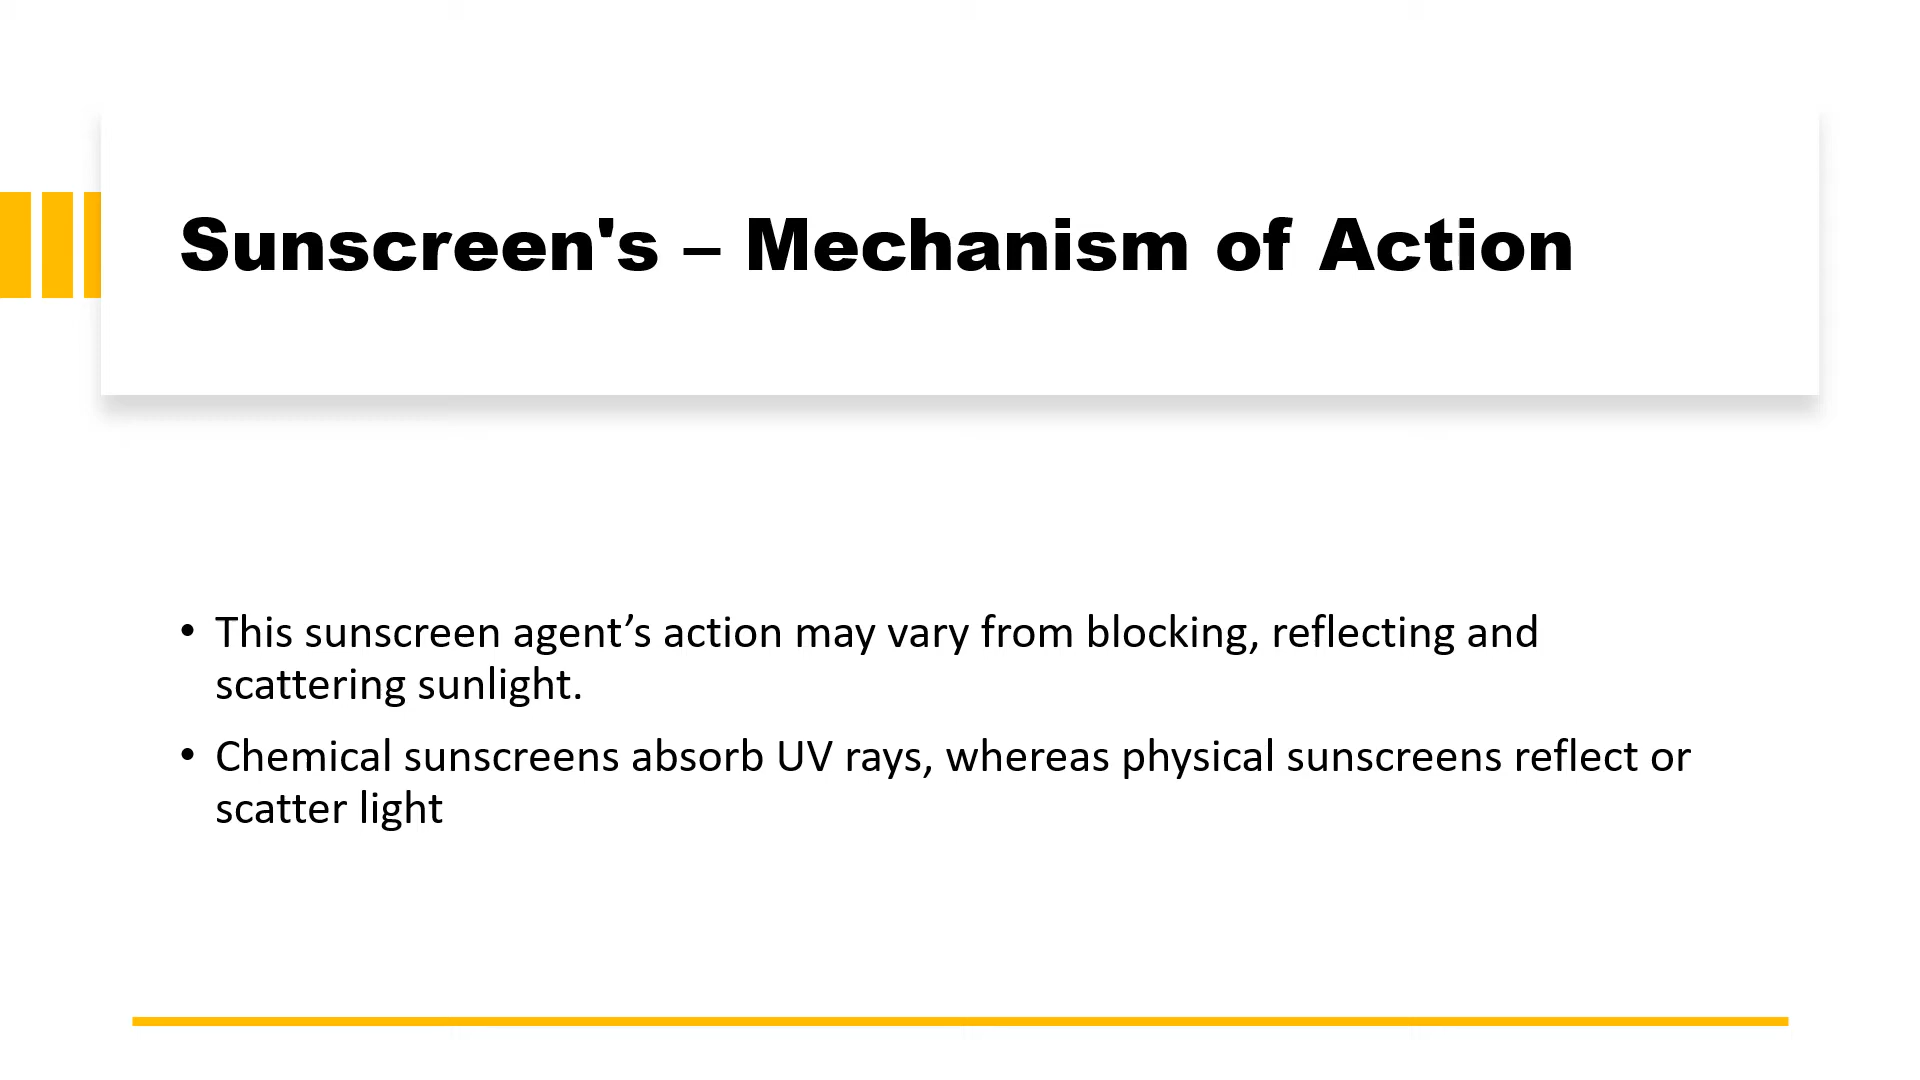 Sunscreen's – Mechanism of Action
• This sunscreen agent’s action may vary from blocking, reflecting and
scattering sunlight.
• Chemical sunscreens absorb UV rays, whereas physical sunscreens reflect or
scatter light